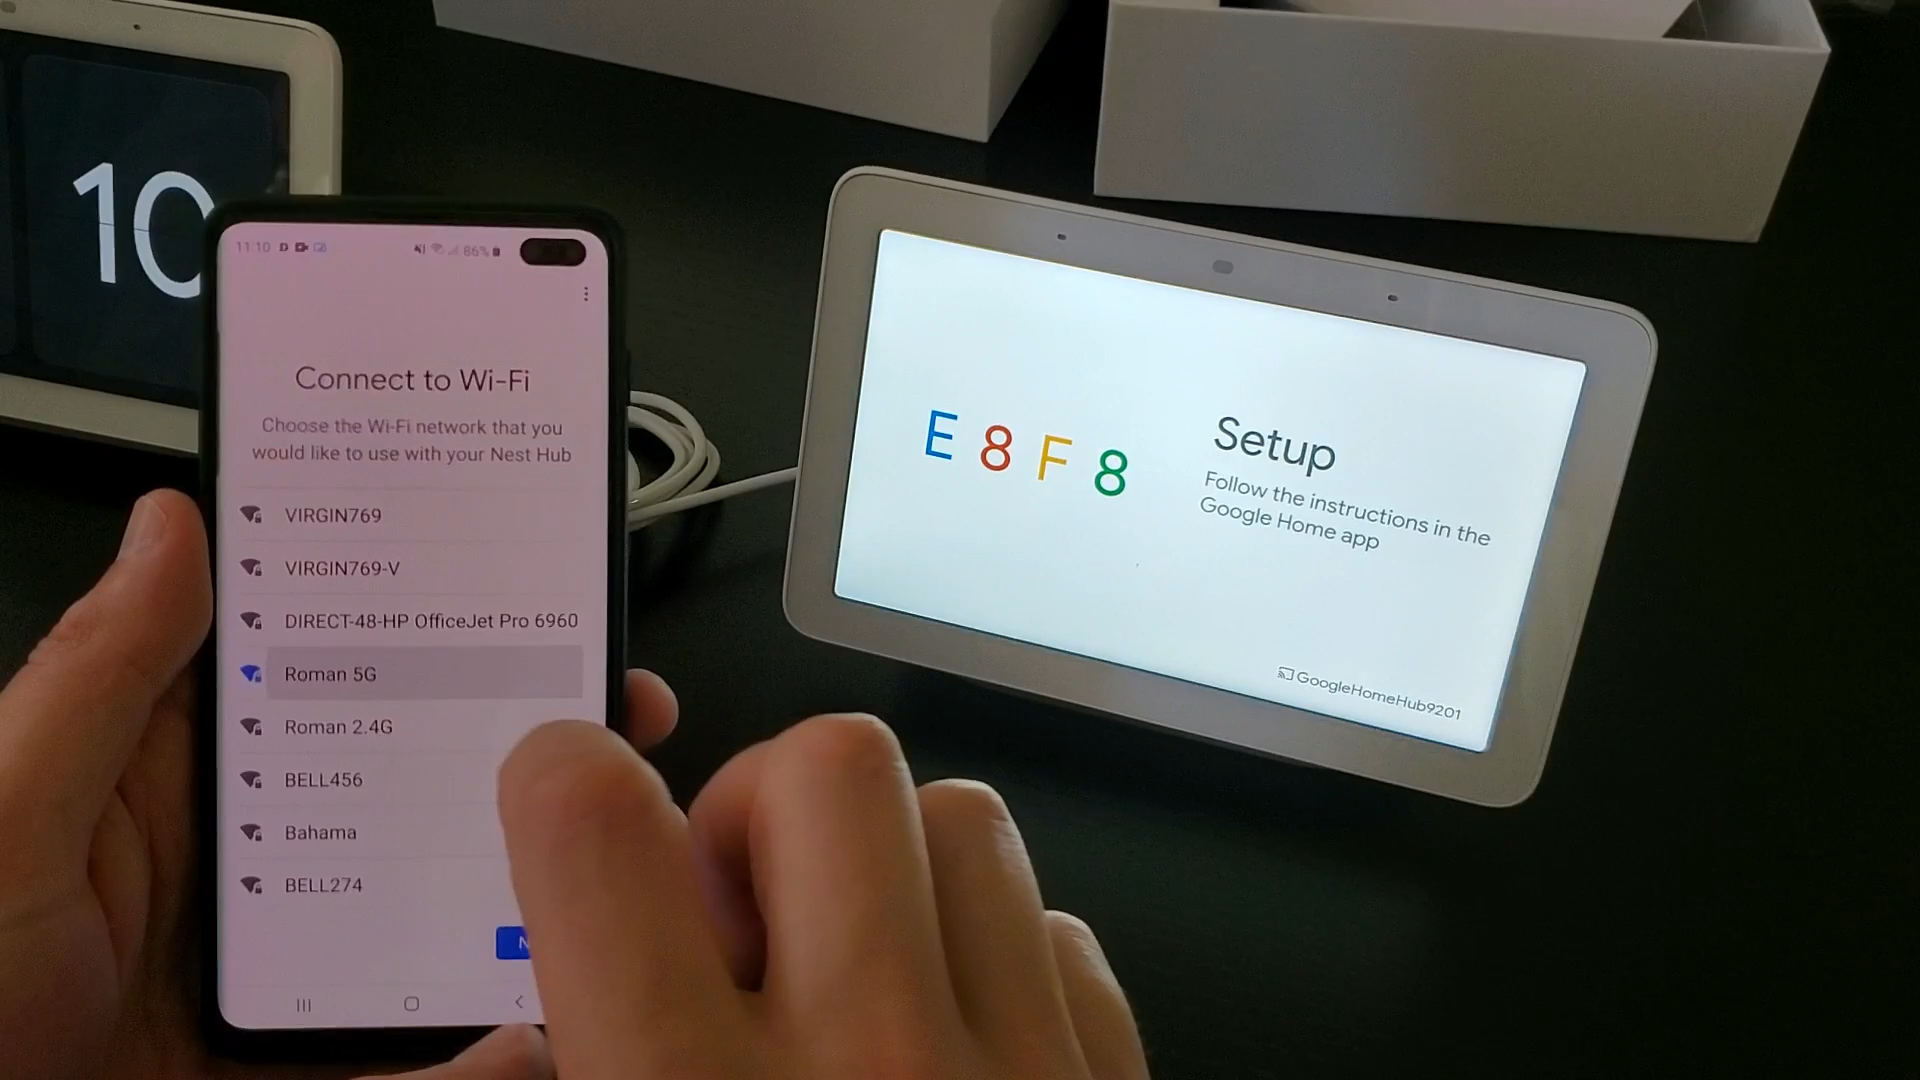 10
11:10
86%
Connect to Wi-Fi
Choose the Wi-Fi network that you
would like to use with your Nest Hub
VIRGIN769
VIRGIN769-V
DIRECT-48-HP OfficeJet Pro 6960
Roman 5G
Roman 2.4G
BELL456
Bahama
BELL274
E8F8
Setup
Follow the instructions in the
Google Home app
GoogleHomeHub9201